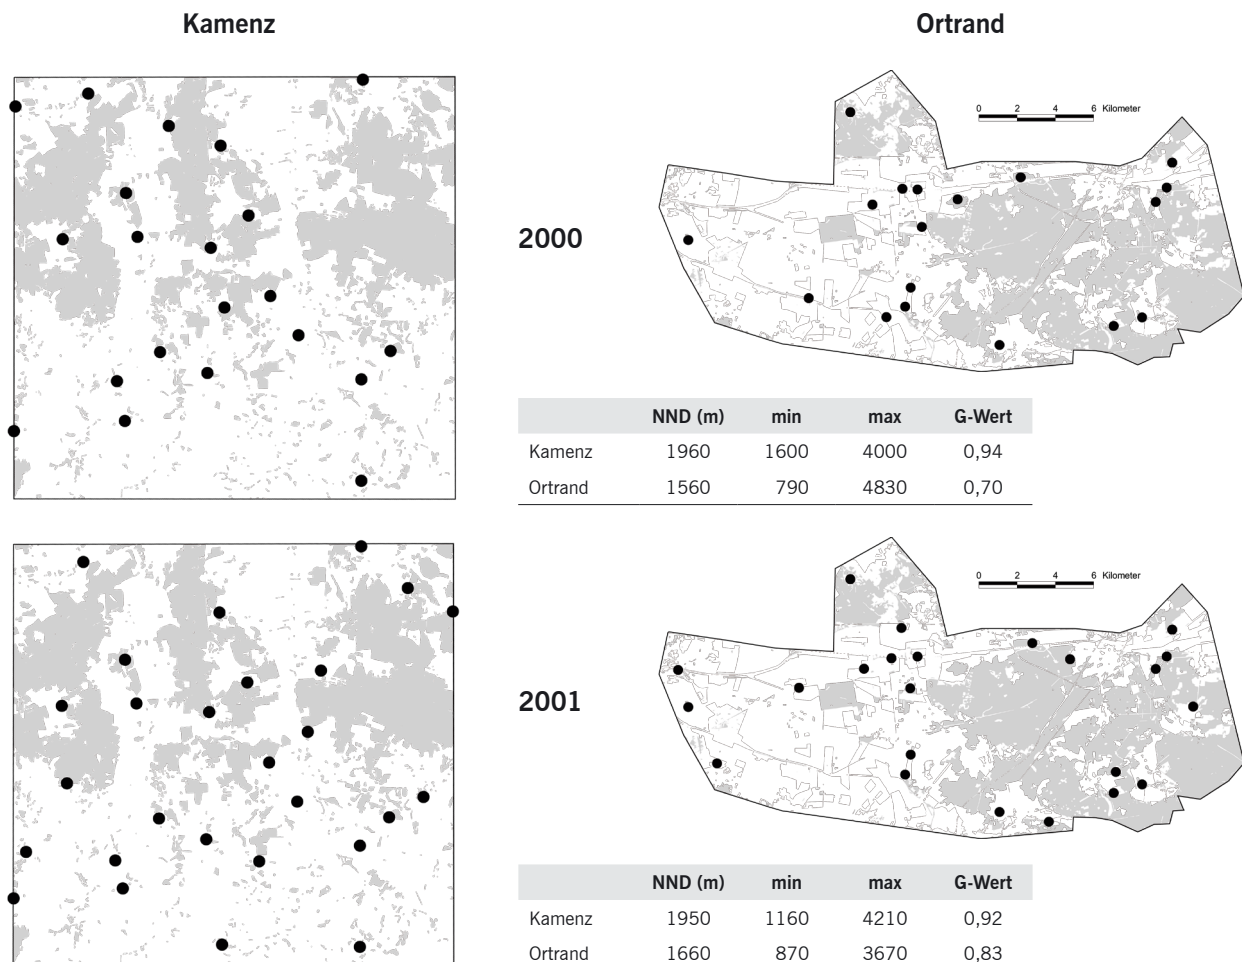 Kamenz
Ortrand
0 2 4 6 Kilometer
2000
NND (m) min max G-Wert
Kamenz 1960 1600 4000 0,94
Ortrand 1560 790 4830 0,70
0 2 4 6 Kilometer
2001
NND (m) min max G-Wert
Kamenz 1950 1160 4210 0,92
Ortrand 1660 870 3670 0,83